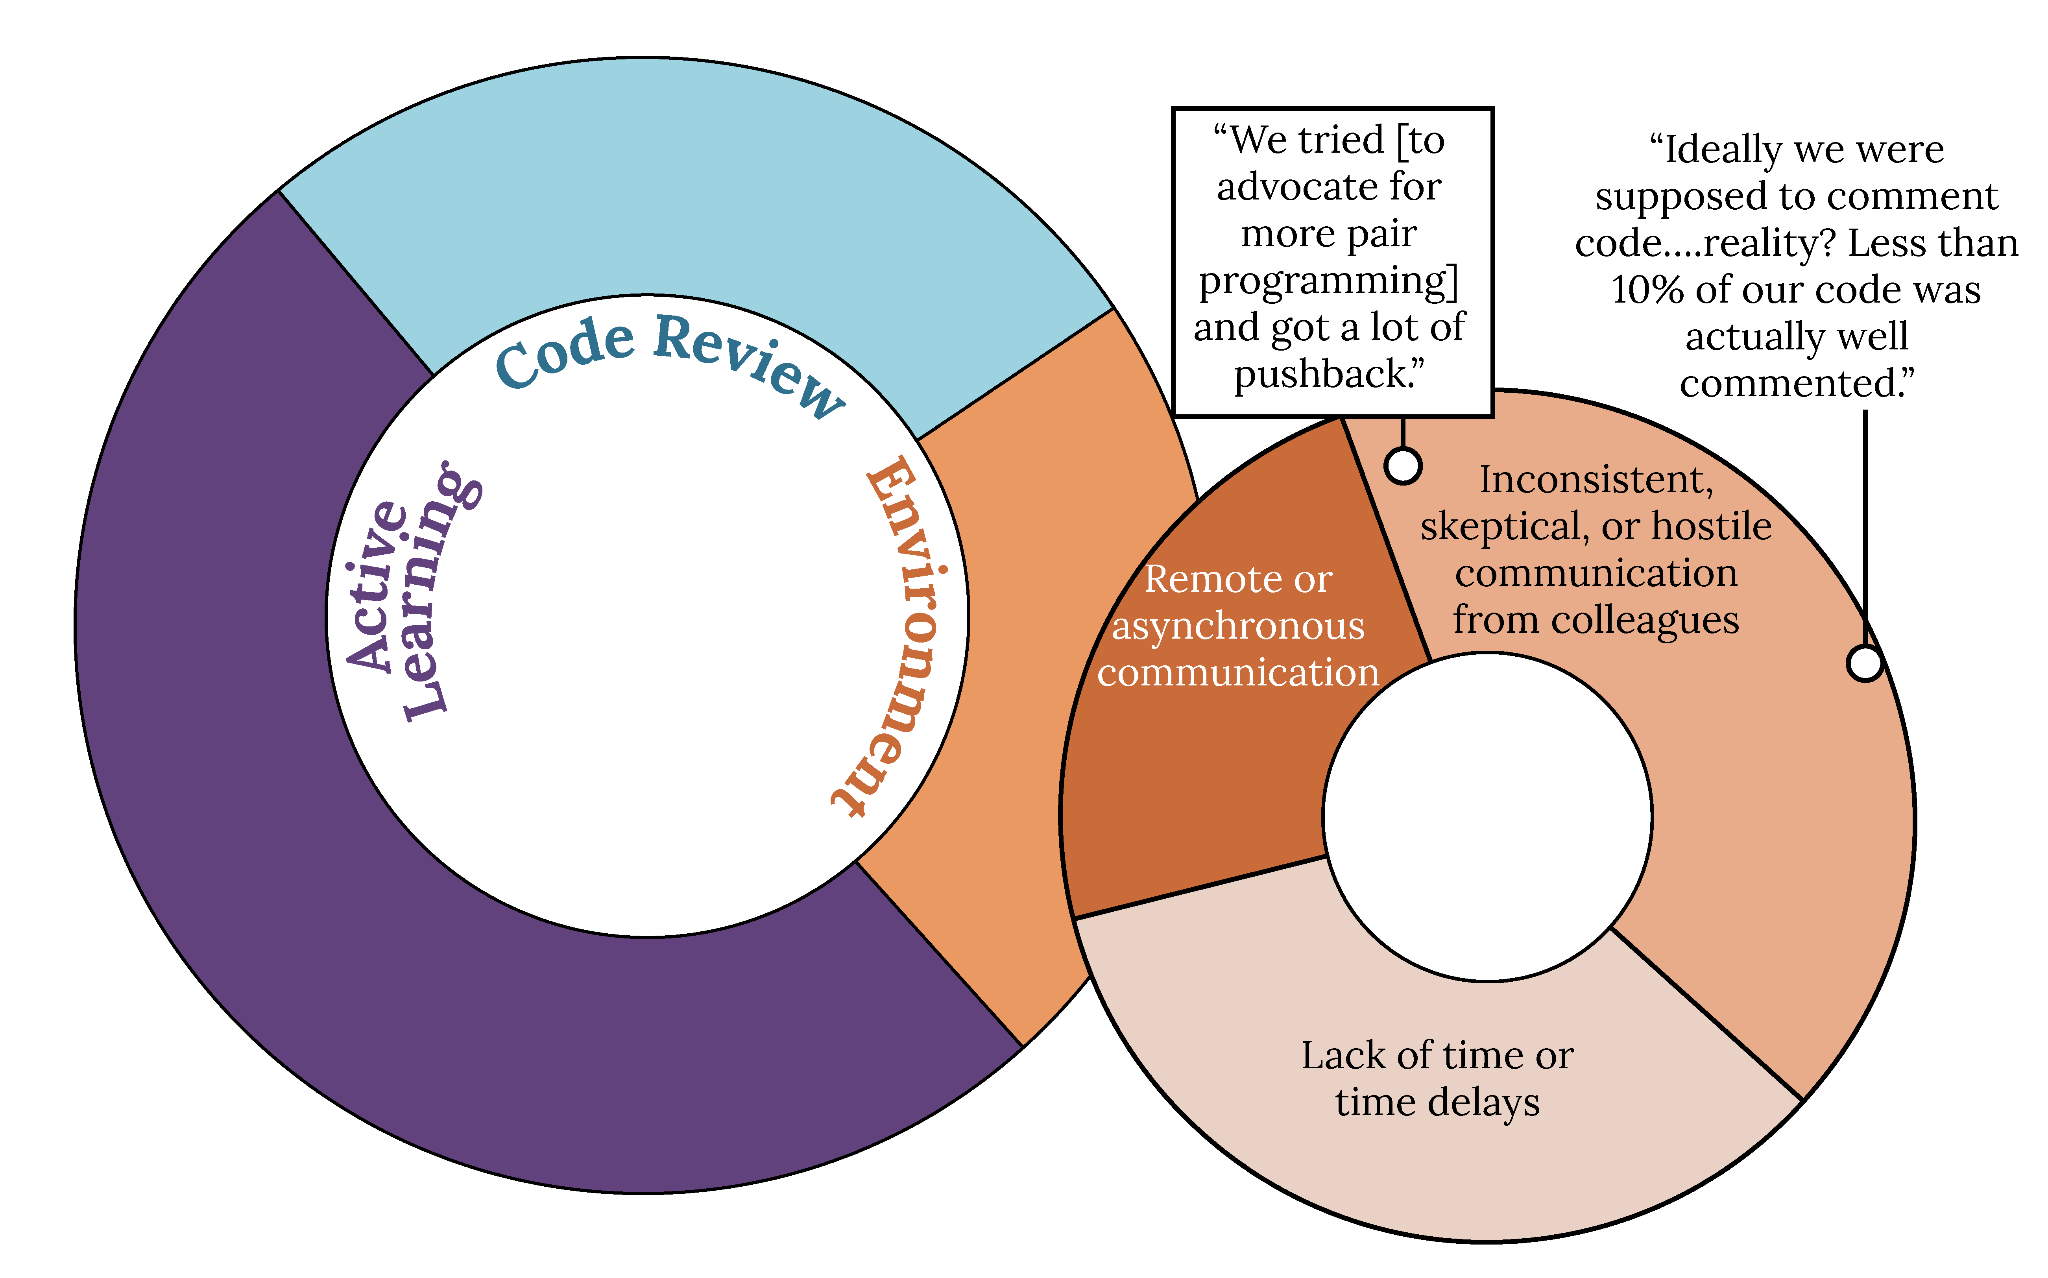 Code Review
Active
Learning
Environment
“We tried [to
advocate for
more pair
programming]
and got a lot of
pushback.”
“Ideally we were
supposed to comment
code....reality? Less than
10% of our code was
actually well
commented.”
Inconsistent,
skeptical, or hostile
communication
from colleagues
Remote or
asynchronous
communication
Lack of time or
time delays